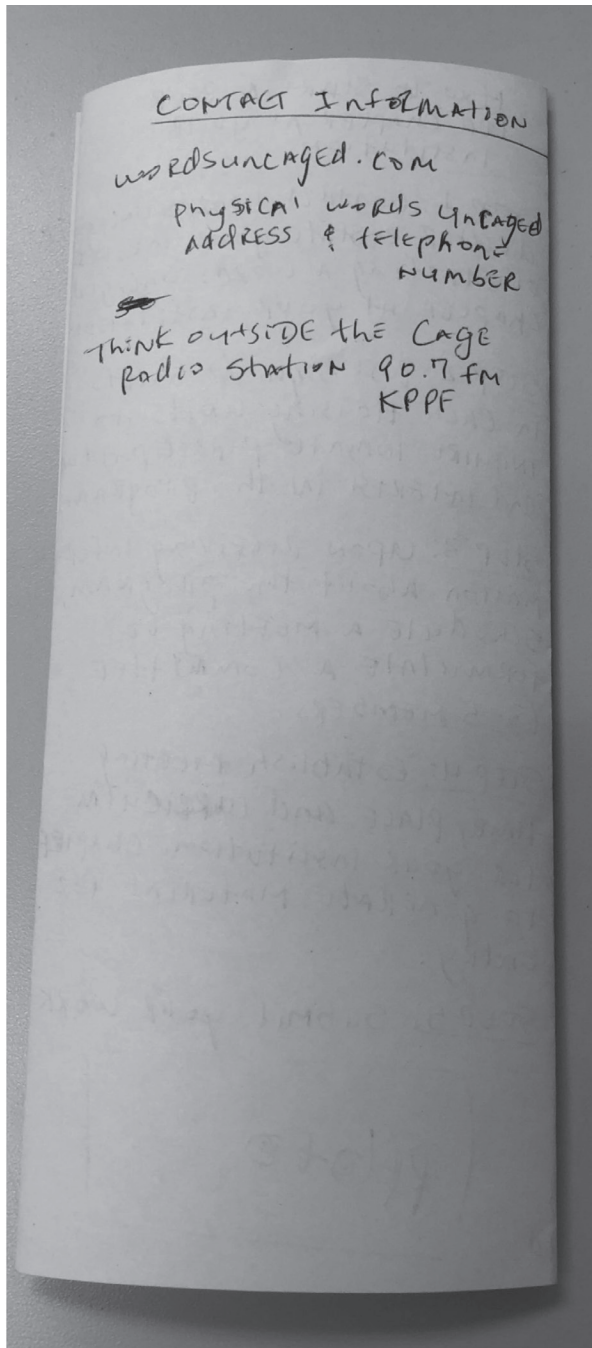 CONTACT InFORMATION
WORDSUNCAGEd.COM
PhySICAl WORdS UnCAGEd
AddRESS & tELEphONE
NUMbER
ThiNK OutSiDE thE CAGE
RAdio StAtiON 90.7 fM
KPPF